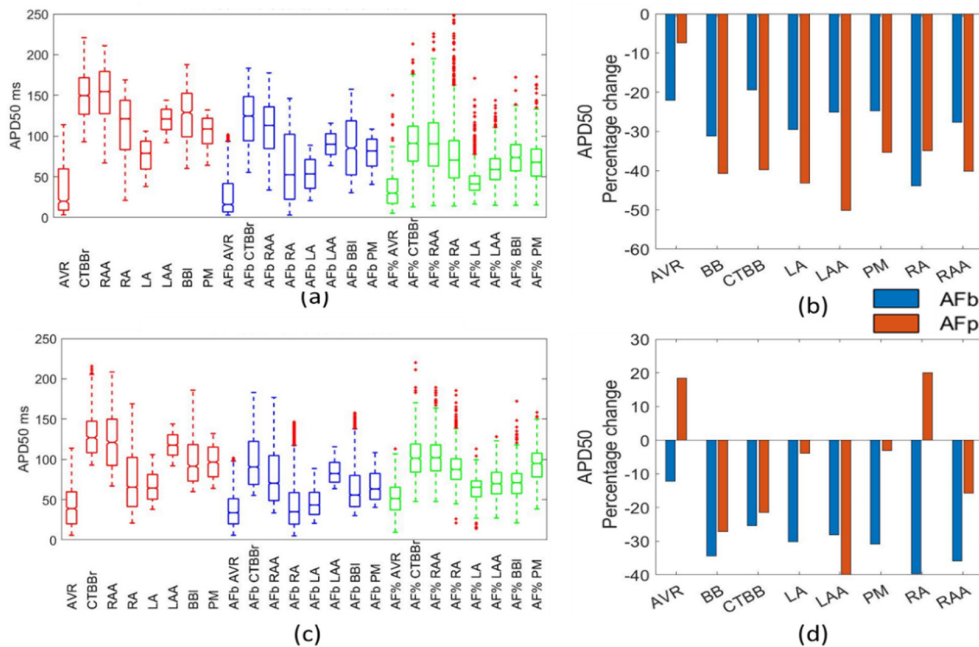 250
200
150
100
50
0
APD50 ms
AVR
CTBBr
RAA
RA
LA
LAA
BBI
PM
AFb AVR
AFb CTBBr
AFb RAA
AFb RA
AFb LA
AFb LAA
AFb BBI
AFb PM
AF% AVR
AF% CTBBr
AF% RAA
AF% RA
AF% LA
AF% LAA
AF% BBI
AF% PM
(a)
0
-10
-20
-30
-40
-50
-60
APD50
Percentage change
AVR
BB
CTBB
LA
LAA
PM
RA
RAA
(b)
AFb
AFp
250
200
150
100
50
0
APD50 ms
AVR
CTBBr
RAA
RA
LA
LAA
BBI
PM
AFb AVR
AFb CTBBr
AFb RAA
AFb RA
AFb LA
AFb LAA
AFb BBI
AFb PM
AF% AVR
AF% CTBBr
AF% RAA
AF% RA
AF% LA
AF% LAA
AF% BBI
AF% PM
(c)
30
20
10
0
-10
-20
-30
-40
APD50
Percentage change
AVR
BB
CTBB
LA
LAA
PM
RA
RAA
(d)